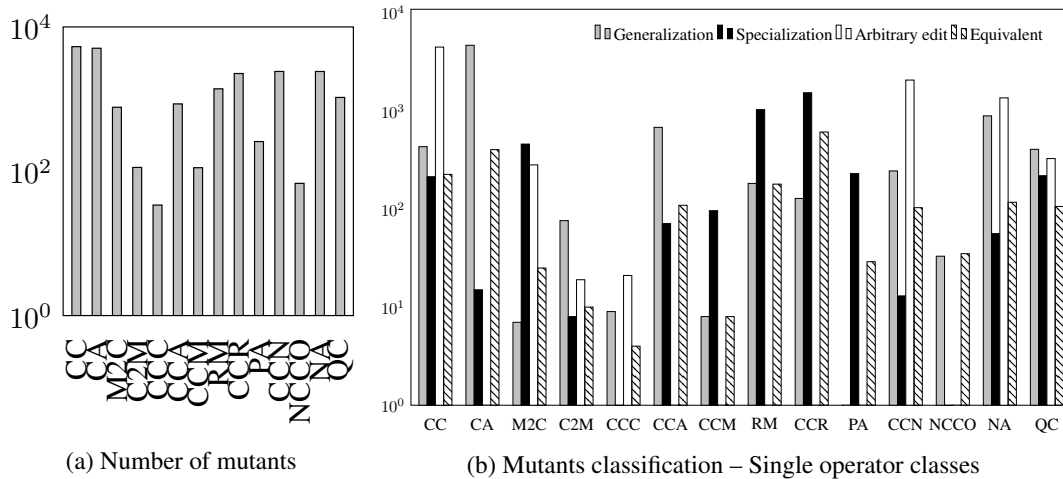 10^4
10^2
10^0
CC
CA
M2C
C2M
CCC
CCA
CCM
RM
CCR
PA
CCN
NCCO
NA
QC
(a) Number of mutants
10^4
10^3
10^2
10^1
10^0
Generalization Specialization Arbitrary edit Equivalent
CC CA M2C C2M CCC CCA CCM RM CCR PA CCN NCCO NA QC
(b) Mutants classification – Single operator classes